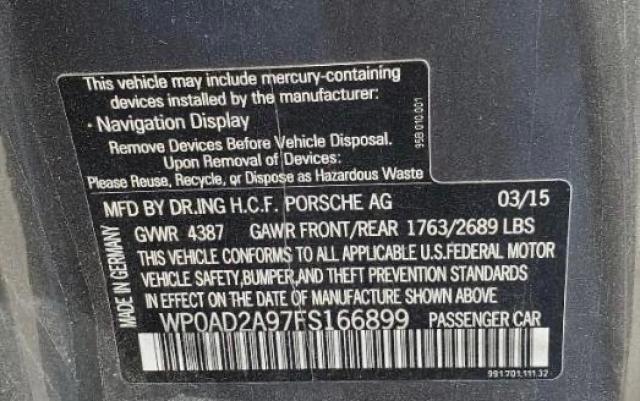 This vehicle may include mercury-containing
devices installed by the manufacturer:
· Navigation Display
Remove Devices Before Vehicle Disposal.
Upon Removal of Devices:
Please Reuse, Recycle, or Dispose as Hazardous Waste
95B 010 001
MFD BY DR.ING H.C.F. PORSCHE AG 03/15
GVWR 4387 GAWR FRONT/REAR 1763/2689 LBS
THIS VEHICLE CONFORMS TO ALL APPLICABLE U.S.FEDERAL MOTOR
VEHICLE SAFETY,BUMPER,AND THEFT PREVENTION STANDARDS
IN EFFECT ON THE DATE OF MANUFACTURE SHOWN ABOVE
WP0AD2A97FS166899 PASSENGER CAR
991.701.111.32
MADE IN GERMANY